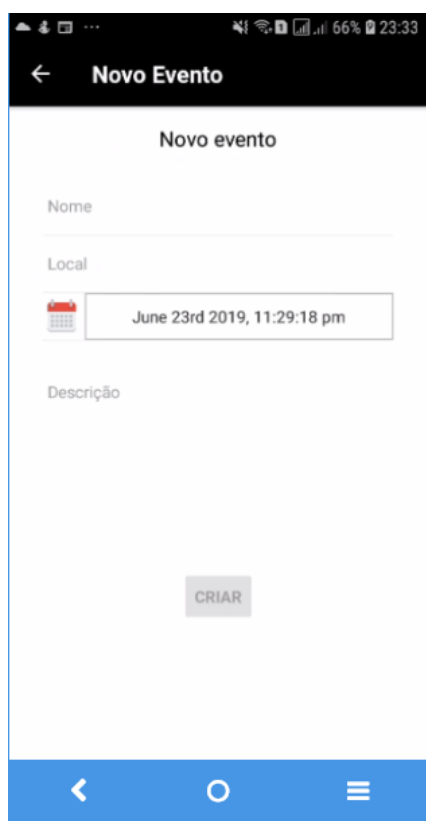 66% 23:33
Novo Evento
Novo evento
Nome
Local
June 23rd 2019, 11:29:18 pm
Descrição
CRIAR